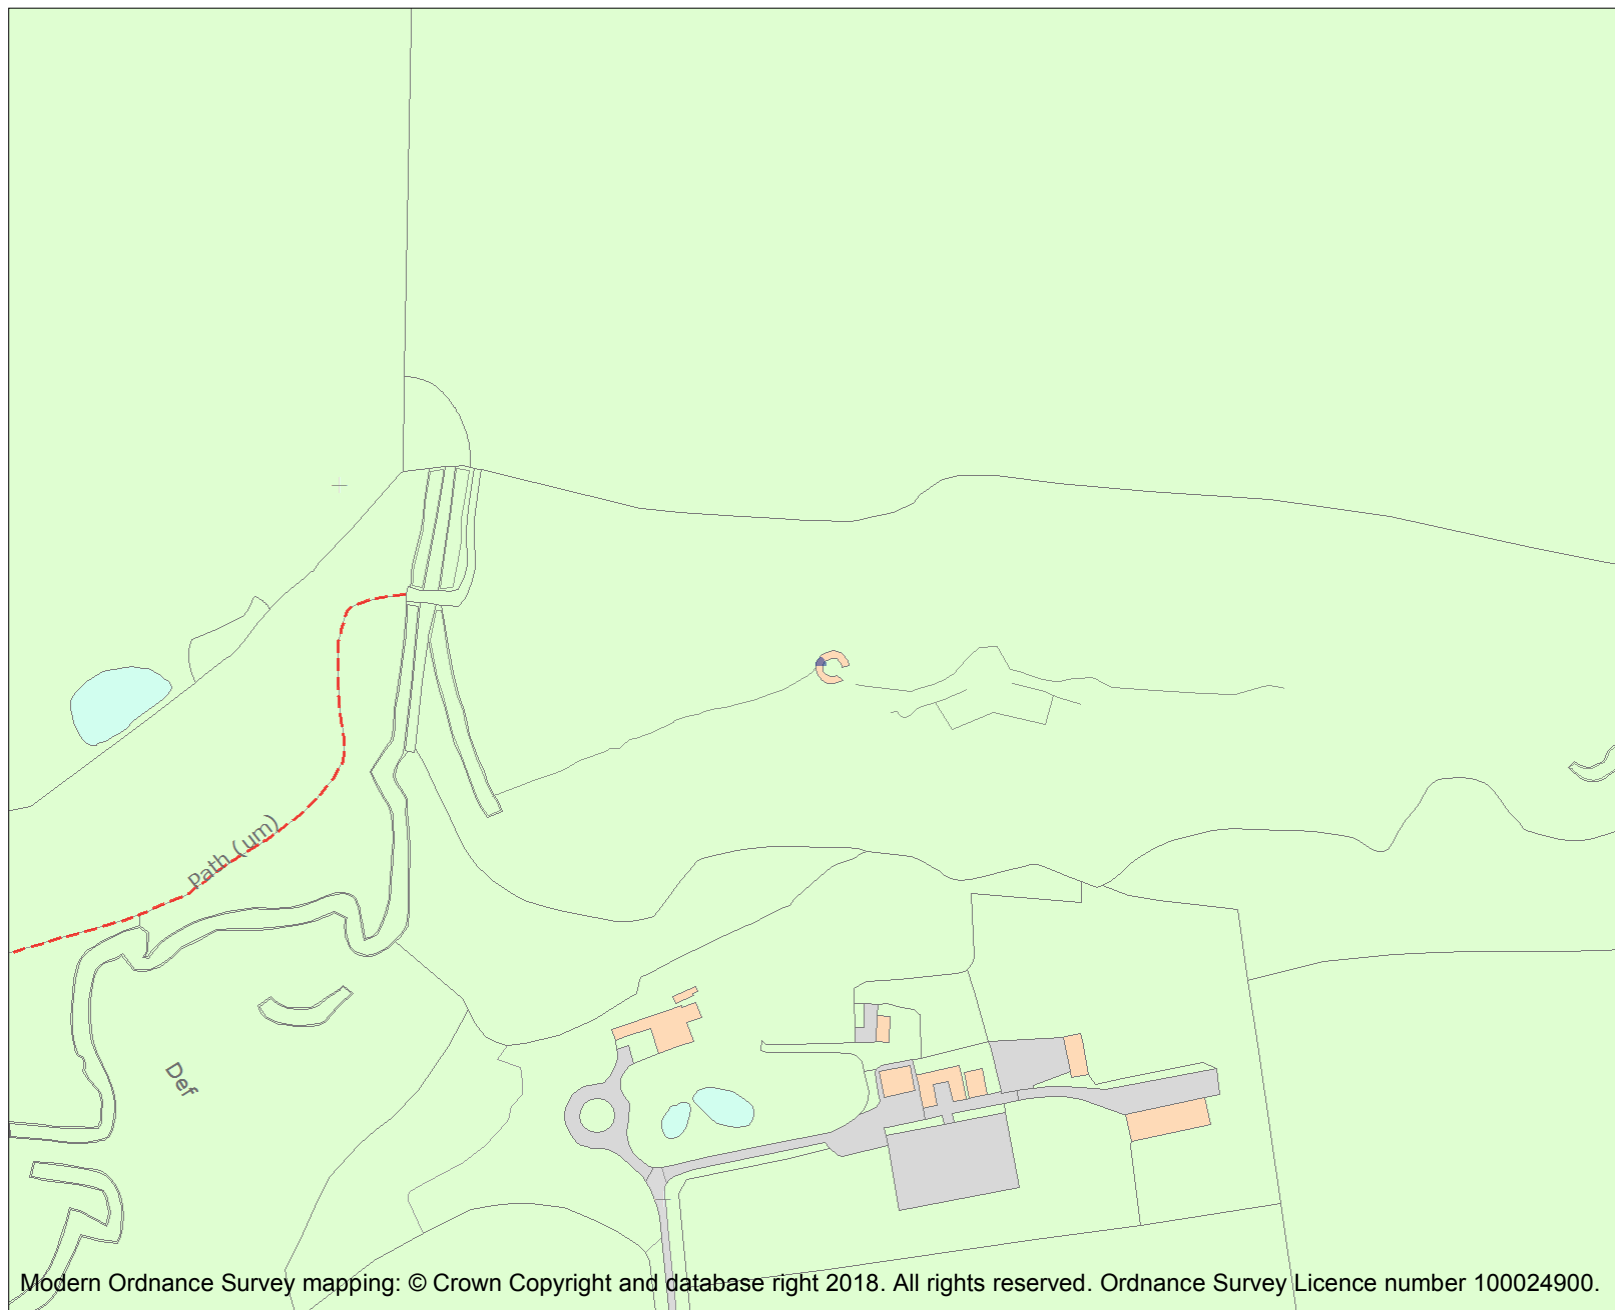 Path (um)
Def
Modern Ordnance Survey mapping: © Crown Copyright and database right 2018. All rights reserved. Ordnance Survey Licence number 100024900.